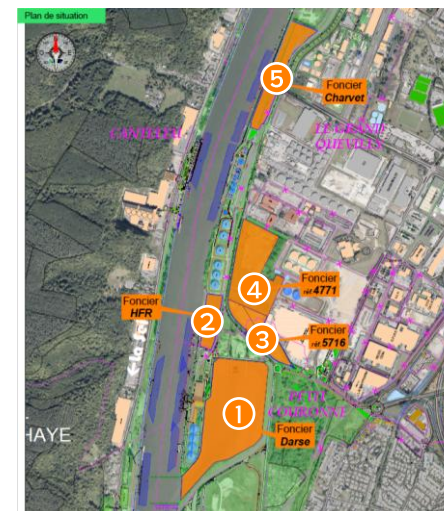 Plan de situation
5
Foncier
Charvet
CANTELEU
LE GRAND
QUEVILLY
4
Foncier
réf 4771
Foncier
HFR
2
3
Foncier
réf 5716
PETIT
COURONNE
1
Foncier
Darse
HAYE